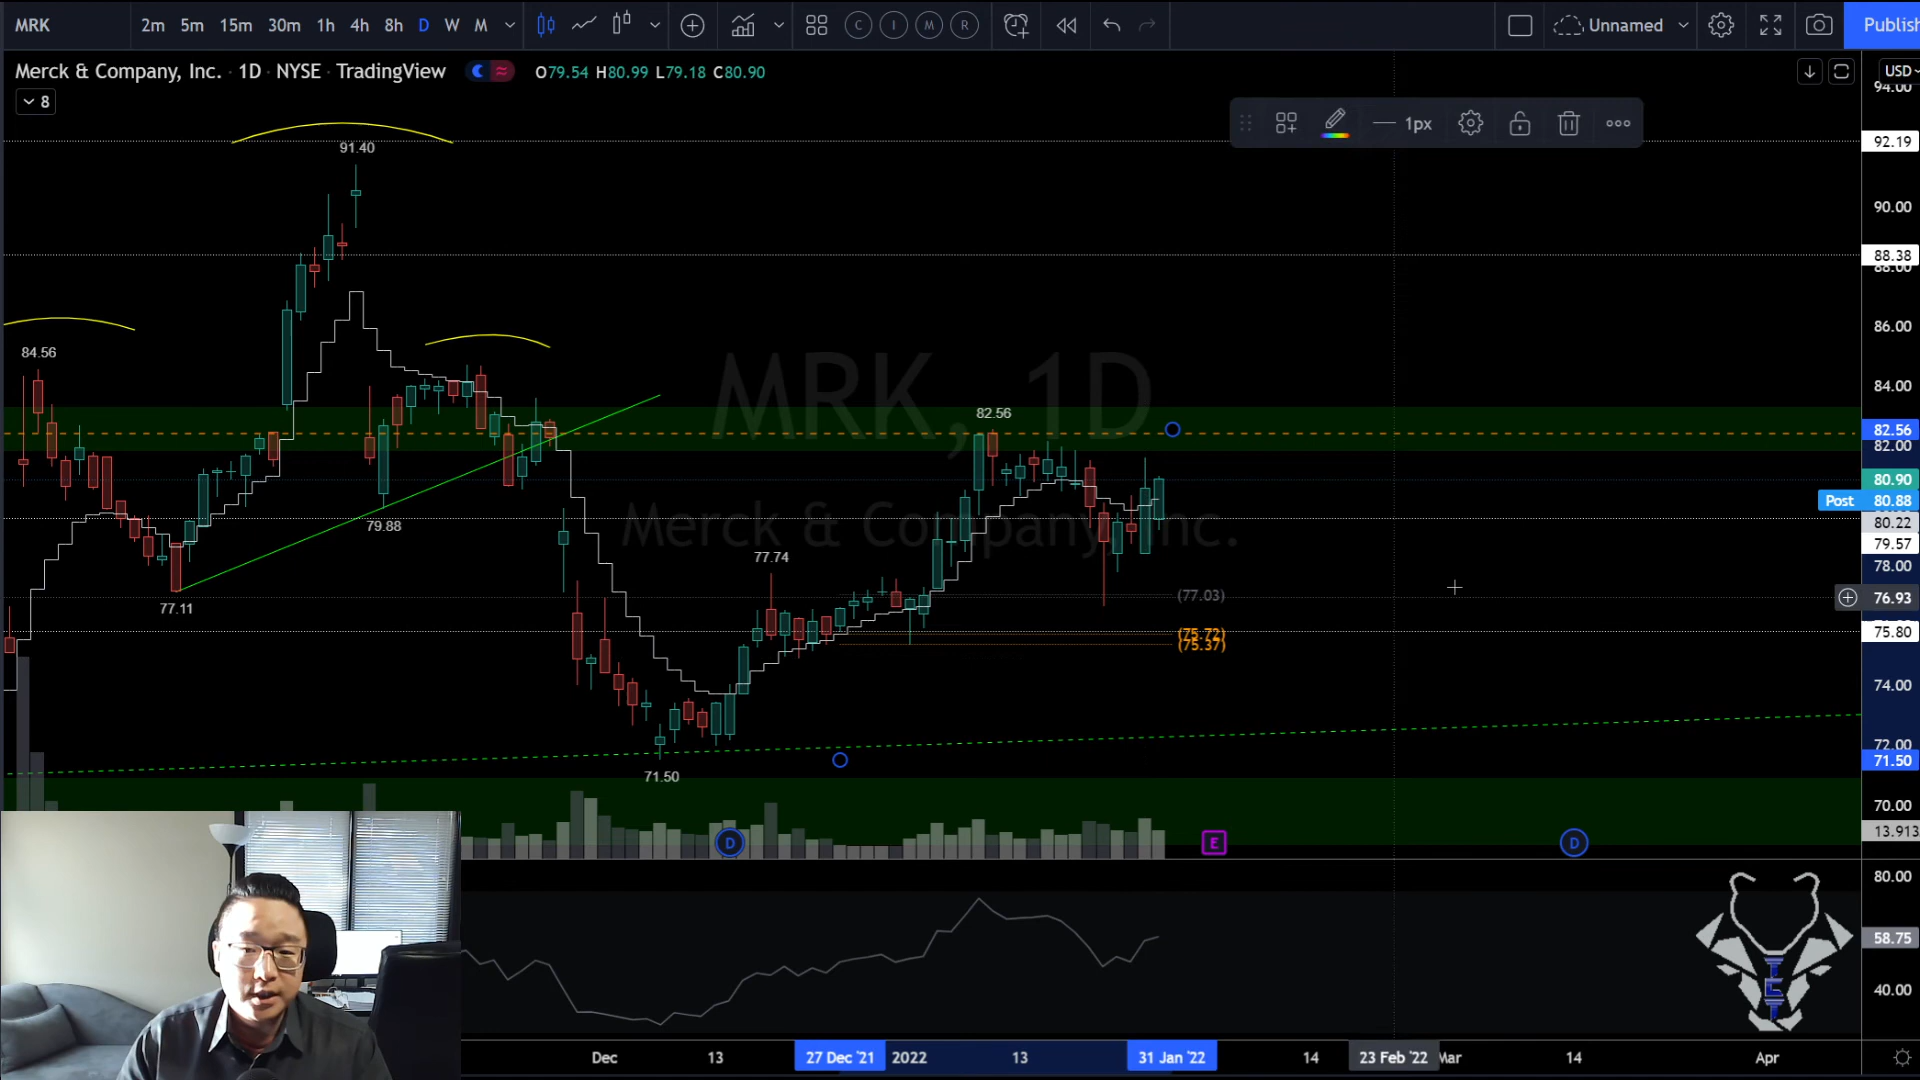 MRK
2m 5m 15m 30m 1h 4h 8h D W M
C I M R
Unnamed
Publish
Merck & Company, Inc. · 1D · NYSE · TradingView
O79.54 H80.99 L79.18 C80.90
USD
8
1px
94.00
92.19
90.00
88.38
88.00
86.00
84.00
82.56
82.00
80.90
Post 80.88
80.22
79.57
78.00
76.93
75.80
74.00
72.00
71.50
70.00
13.913
80.00
58.75
40.00
91.40
84.56
82.56
79.88
77.74
77.11
71.50
(77.03)
(75.72)
(75.37)
MRK, 1D
Merck & Company, Inc.
D
E
D
Dec 13 27 Dec '21 2022 13 31 Jan '22 14 23 Feb '22 Mar 14 Apr